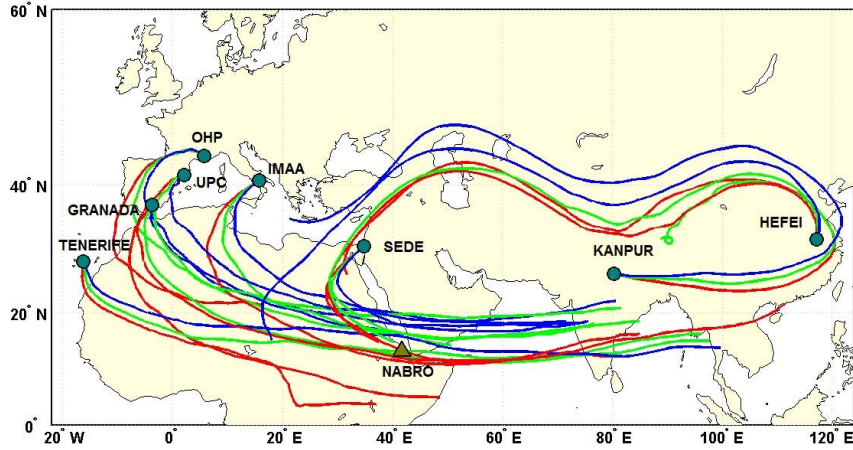 60° N
OHP
IMAA
UPC
40° N
GRANADA
HEFEI
SEDE
TENERIFE
KANPUR
20° N
NABRO
0°
20° W
0°
20° E
40° E
60° E
80° E
100° E
120° E